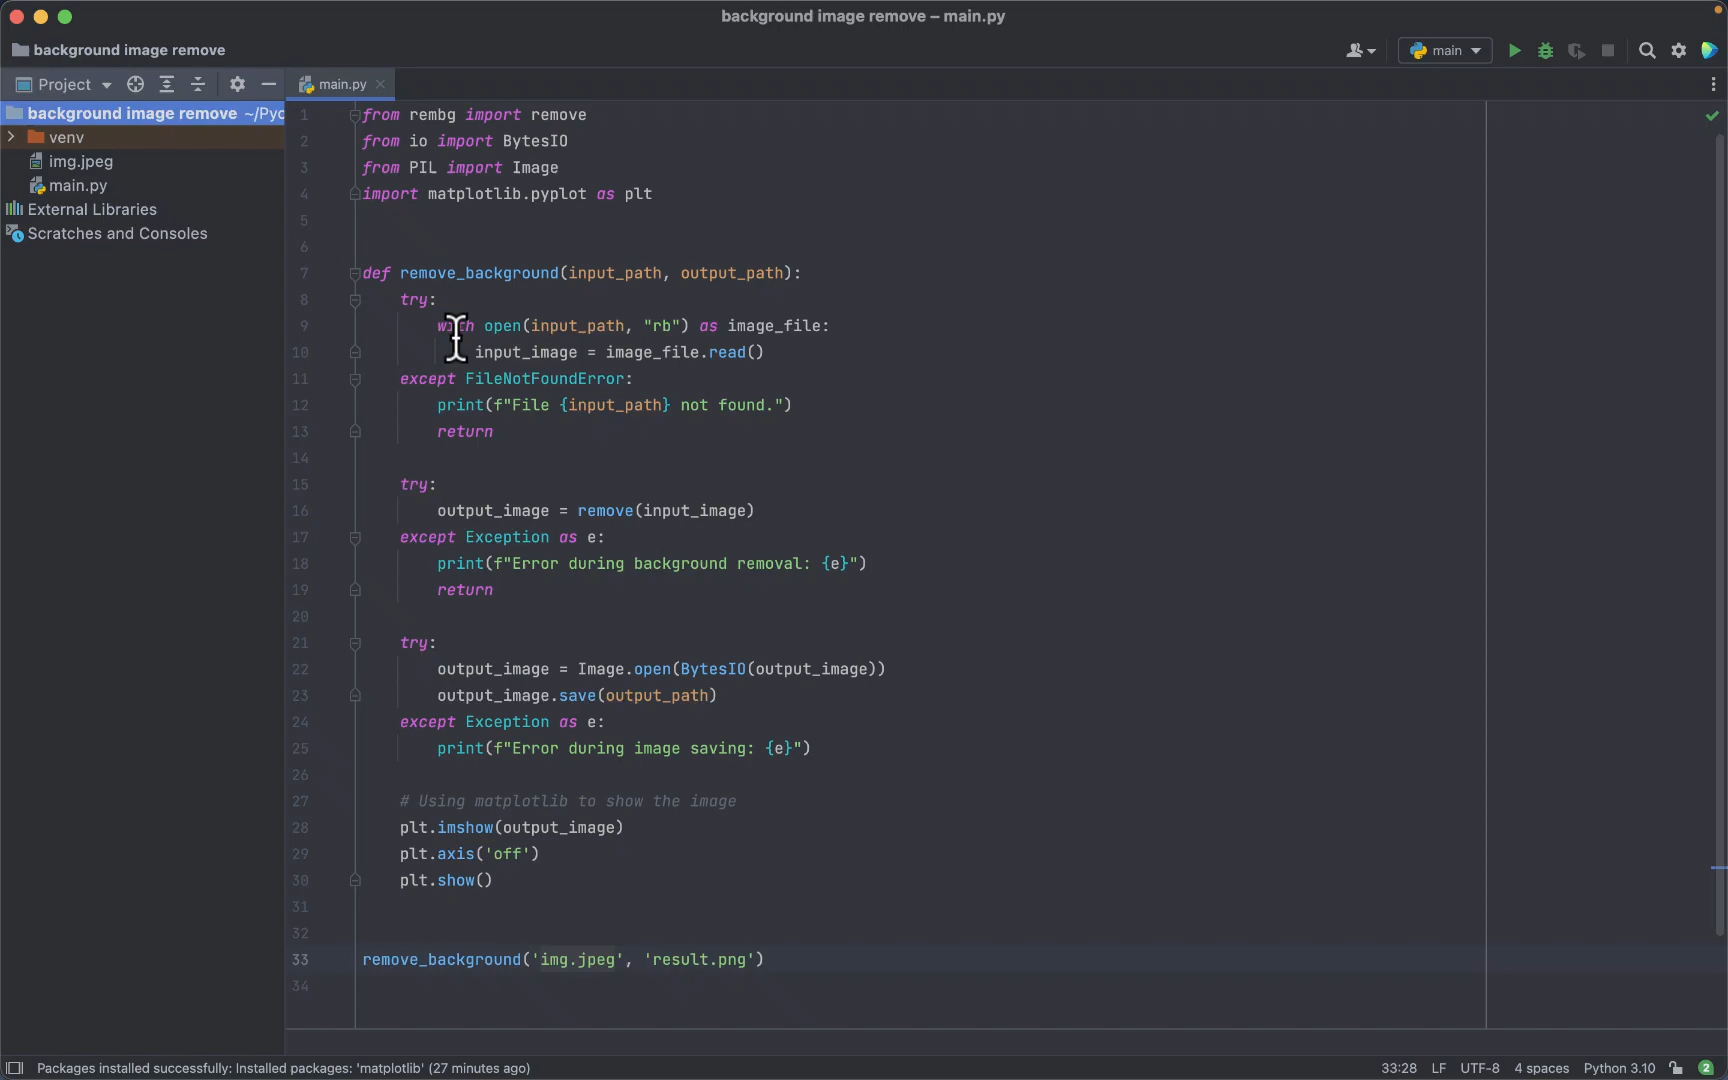 background image remove – main.py
background image remove
main
Project
main.py
background image remove ~/Pyc
venv
img.jpeg
main.py
External Libraries
Scratches and Consoles
1 from rembg import remove
2 from io import BytesIO
3 from PIL import Image
4 import matplotlib.pyplot as plt
5
6
7 def remove_background(input_path, output_path):
8     try:
9         with open(input_path, "rb") as image_file:
10             input_image = image_file.read()
11     except FileNotFoundError:
12         print(f"File {input_path} not found.")
13         return
14
15     try:
16         output_image = remove(input_image)
17     except Exception as e:
18         print(f"Error during background removal: {e}")
19         return
20
21     try:
22         output_image = Image.open(BytesIO(output_image))
23         output_image.save(output_path)
24     except Exception as e:
25         print(f"Error during image saving: {e}")
26
27     # Using matplotlib to show the image
28     plt.imshow(output_image)
29     plt.axis('off')
30     plt.show()
31
32
33 remove_background('img.jpeg', 'result.png')
34
Packages installed successfully: Installed packages: 'matplotlib' (27 minutes ago)
33:28 LF UTF-8 4 spaces Python 3.10 2